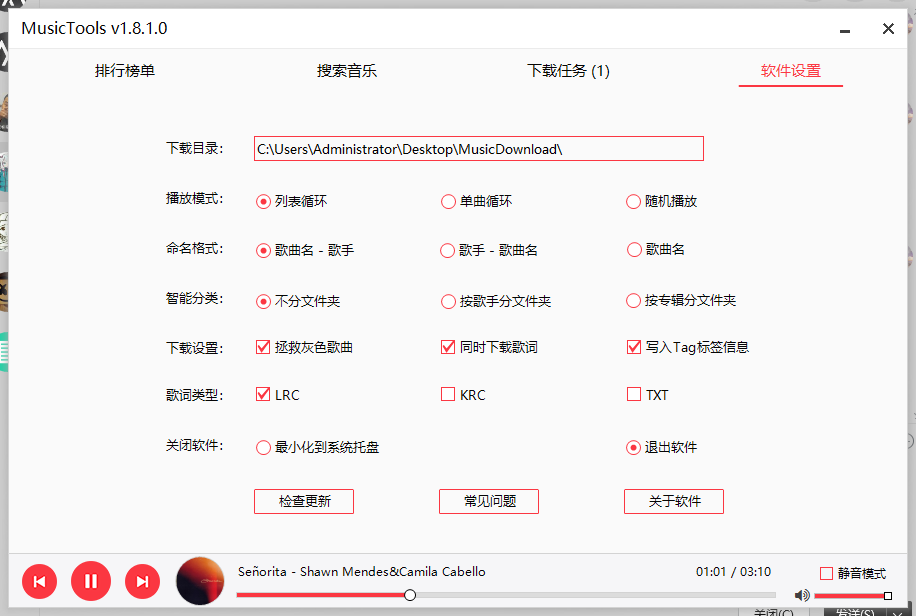 MusicTools v1.8.1.0
排行榜单 搜索音乐 下载任务 (1) 软件设置
下载目录: C:\Users\Administrator\Desktop\MusicDownload\
播放模式: 列表循环 单曲循环 随机播放
命名格式: 歌曲名 - 歌手 歌手 - 歌曲名 歌曲名
智能分类: 不分文件夹 按歌手分文件夹 按专辑分文件夹
下载设置: 拯救灰色歌曲 同时下载歌词 写入Tag标签信息
歌词类型: LRC KRC TXT
关闭软件: 最小化到系统托盘 退出软件
检查更新 常见问题 关于软件
Señorita - Shawn Mendes&Camila Cabello 01:01 / 03:10 静音模式
关闭(C) 发送(S)